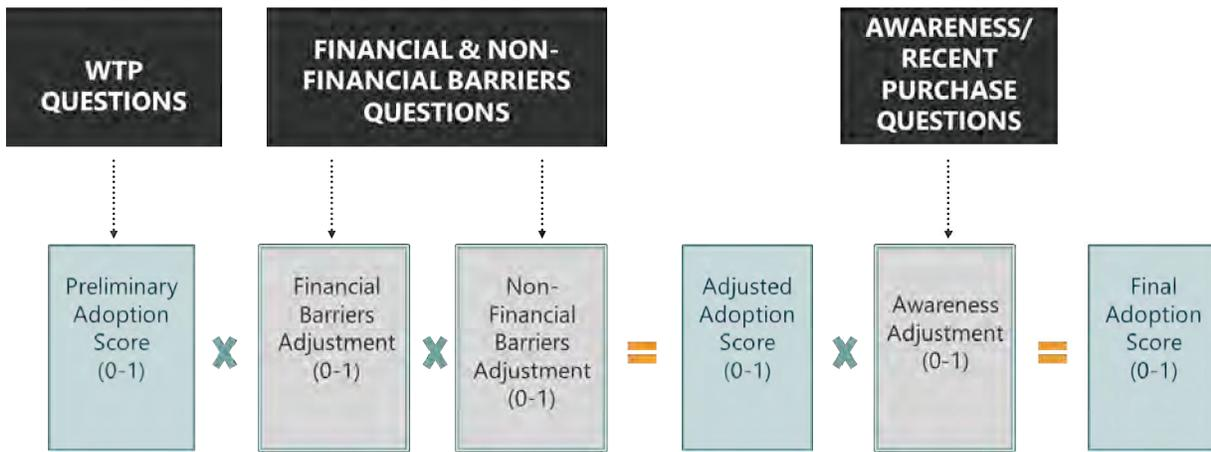 WTP
QUESTIONS
FINANCIAL & NON-
FINANCIAL BARRIERS
QUESTIONS
AWARENESS/
RECENT
PURCHASE
QUESTIONS
Preliminary
Adoption
Score
(0-1)
Financial
Barriers
Adjustment
(0-1)
Non-
Financial
Barriers
Adjustment
(0-1)
Adjusted
Adoption
Score
(0-1)
Awareness
Adjustment
(0-1)
Final
Adoption
Score
(0-1)